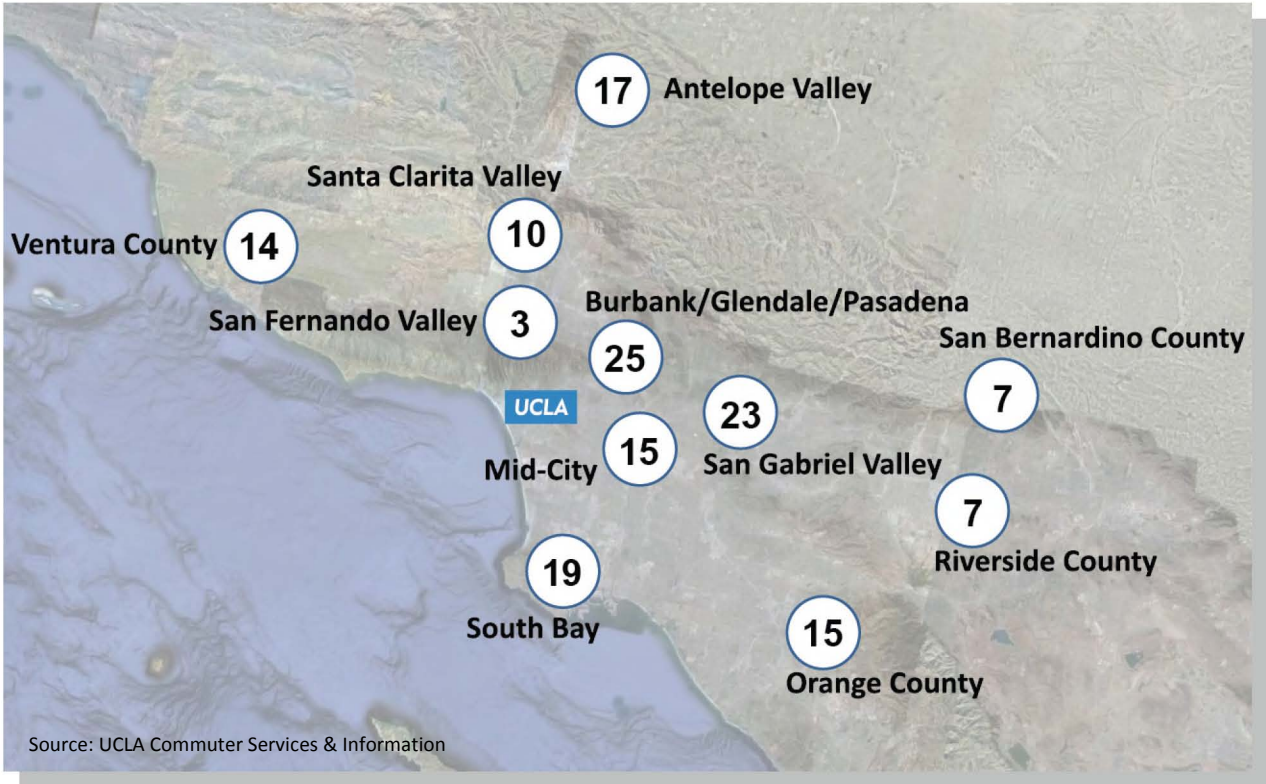 17 Antelope Valley
Santa Clarita Valley
10
Ventura County 14
San Fernando Valley 3
Burbank/Glendale/Pasadena
25
San Bernardino County
7
UCLA
23
San Gabriel Valley
Mid-City 15
7
Riverside County
19
South Bay
15
Orange County
Source: UCLA Commuter Services & Information